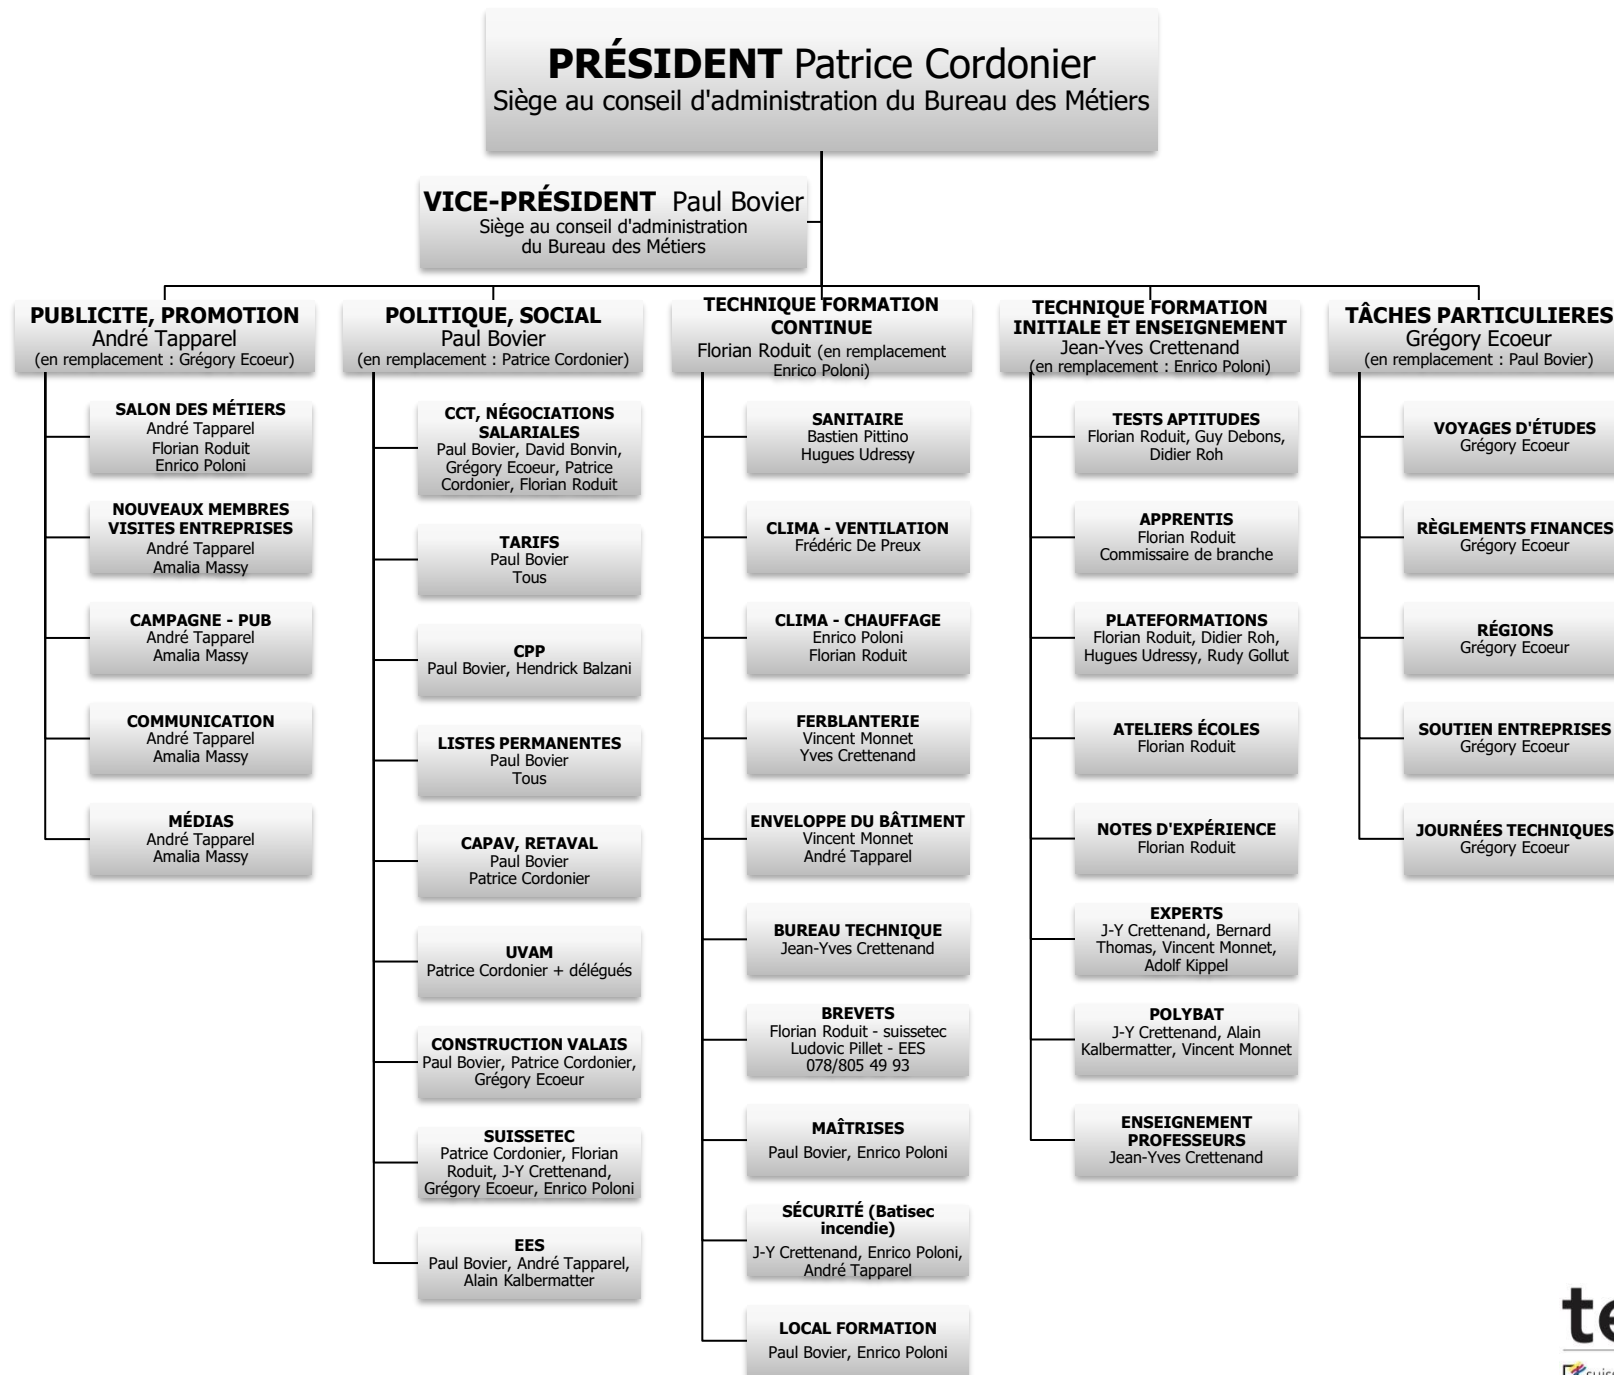 PRÉSIDENT Patrice Cordonier
Siège au conseil d'administration du Bureau des Métiers
VICE-PRÉSIDENT Paul Bovier
Siège au conseil d'administration
du Bureau des Métiers
PUBLICITE, PROMOTION
André Tapparel
(en remplacement : Grégory Ecoeur)
SALON DES MÉTIERS
André Tapparel
Florian Roduit
Enrico Poloni
NOUVEAUX MEMBRES
VISITES ENTREPRISES
André Tapparel
Amalia Massy
CAMPAGNE - PUB
André Tapparel
Amalia Massy
COMMUNICATION
André Tapparel
Amalia Massy
MÉDIAS
André Tapparel
Amalia Massy
POLITIQUE, SOCIAL
Paul Bovier
(en remplacement : Patrice Cordonier)
CCT, NÉGOCIATIONS
SALARIALES
Paul Bovier, David Bonvin,
Grégory Ecoeur, Patrice
Cordonier, Florian Roduit
TARIFS
Paul Bovier
Tous
CPP
Paul Bovier, Hendrick Balzani
LISTES PERMANENTES
Paul Bovier
Tous
CAPAV, RETAVAL
Paul Bovier
Patrice Cordonier
UVAM
Patrice Cordonier + délégués
CONSTRUCTION VALAIS
Paul Bovier, Patrice Cordonier,
Grégory Ecoeur
SUISSETEC
Patrice Cordonier, Florian
Roduit, J-Y Crettenand,
Grégory Ecoeur, Enrico Poloni
EES
Paul Bovier, André Tapparel,
Alain Kalbermatter
TECHNIQUE FORMATION
CONTINUE
Florian Roduit (en remplacement
Enrico Poloni)
SANITAIRE
Bastien Pittino
Hugues Udressy
CLIMA - VENTILATION
Frédéric De Preux
CLIMA - CHAUFFAGE
Enrico Poloni
Florian Roduit
FERBLANTERIE
Vincent Monnet
Yves Crettenand
ENVELOPPE DU BÂTIMENT
Vincent Monnet
André Tapparel
BUREAU TECHNIQUE
Jean-Yves Crettenand
BREVETS
Florian Roduit - suissetec
Ludovic Pillet - EES
078/805 49 93
MAÎTRISES
Paul Bovier, Enrico Poloni
SÉCURITÉ (Batisec
incendie)
J-Y Crettenand, Enrico Poloni,
André Tapparel
LOCAL FORMATION
Paul Bovier, Enrico Poloni
TECHNIQUE FORMATION
INITIALE ET ENSEIGNEMENT
Jean-Yves Crettenand
(en remplacement : Enrico Poloni)
TESTS APTITUDES
Florian Roduit, Guy Debons,
Didier Roh
APPRENTIS
Florian Roduit
Commissaire de branche
PLATEFORMATIONS
Florian Roduit, Didier Roh,
Hugues Udressy, Rudy Gollut
ATELIERS ÉCOLES
Florian Roduit
NOTES D'EXPÉRIENCE
Florian Roduit
EXPERTS
J-Y Crettenand, Bernard
Thomas, Vincent Monnet,
Adolf Kippel
POLYBAT
J-Y Crettenand, Alain
Kalbermatter, Vincent Monnet
ENSEIGNEMENT
PROFESSEURS
Jean-Yves Crettenand
TÂCHES PARTICULIERES
Grégory Ecoeur
(en remplacement : Paul Bovier)
VOYAGES D'ÉTUDES
Grégory Ecoeur
RÈGLEMENTS FINANCES
Grégory Ecoeur
RÉGIONS
Grégory Ecoeur
SOUTIEN ENTREPRISES
Grégory Ecoeur
JOURNÉES TECHNIQUES
Grégory Ecoeur